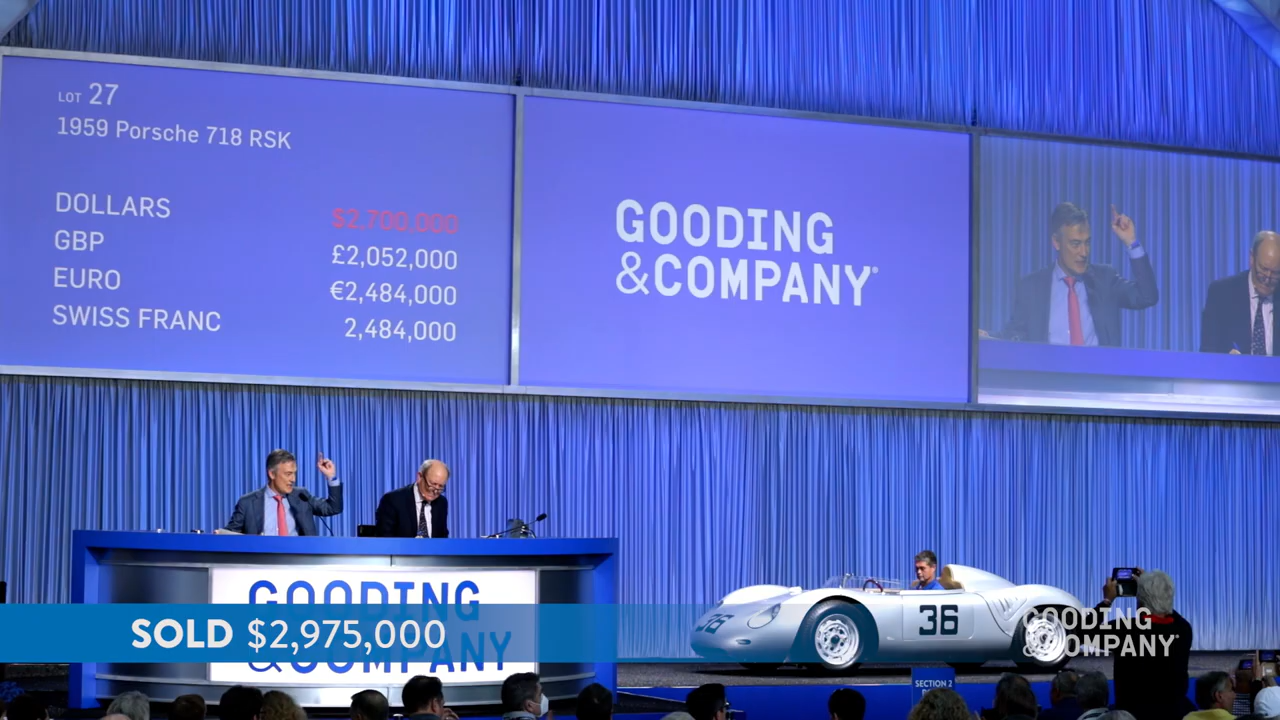 LOT 27
1959 Porsche 718 RSK
DOLLARS $2,700,000
GBP £2,052,000
EURO €2,484,000
SWISS FRANC 2,484,000
GOODING
&COMPANY®
GOODING
&COMPANY
SOLD $2,975,000
36
36
GOODING
&COMPANY®
SECTION 2